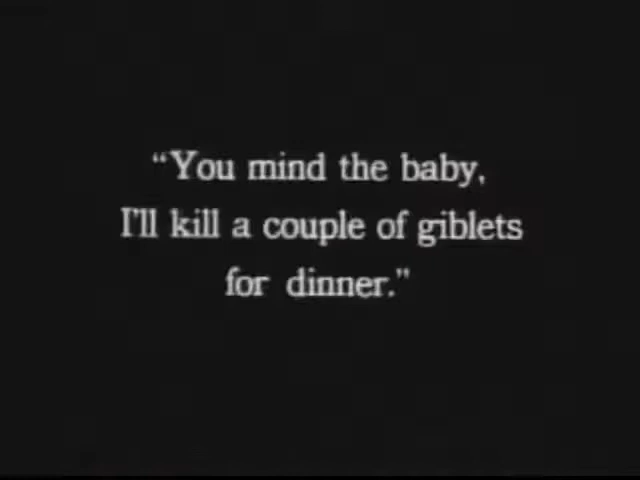 “You mind the baby,
I'll kill a couple of giblets
for dinner."